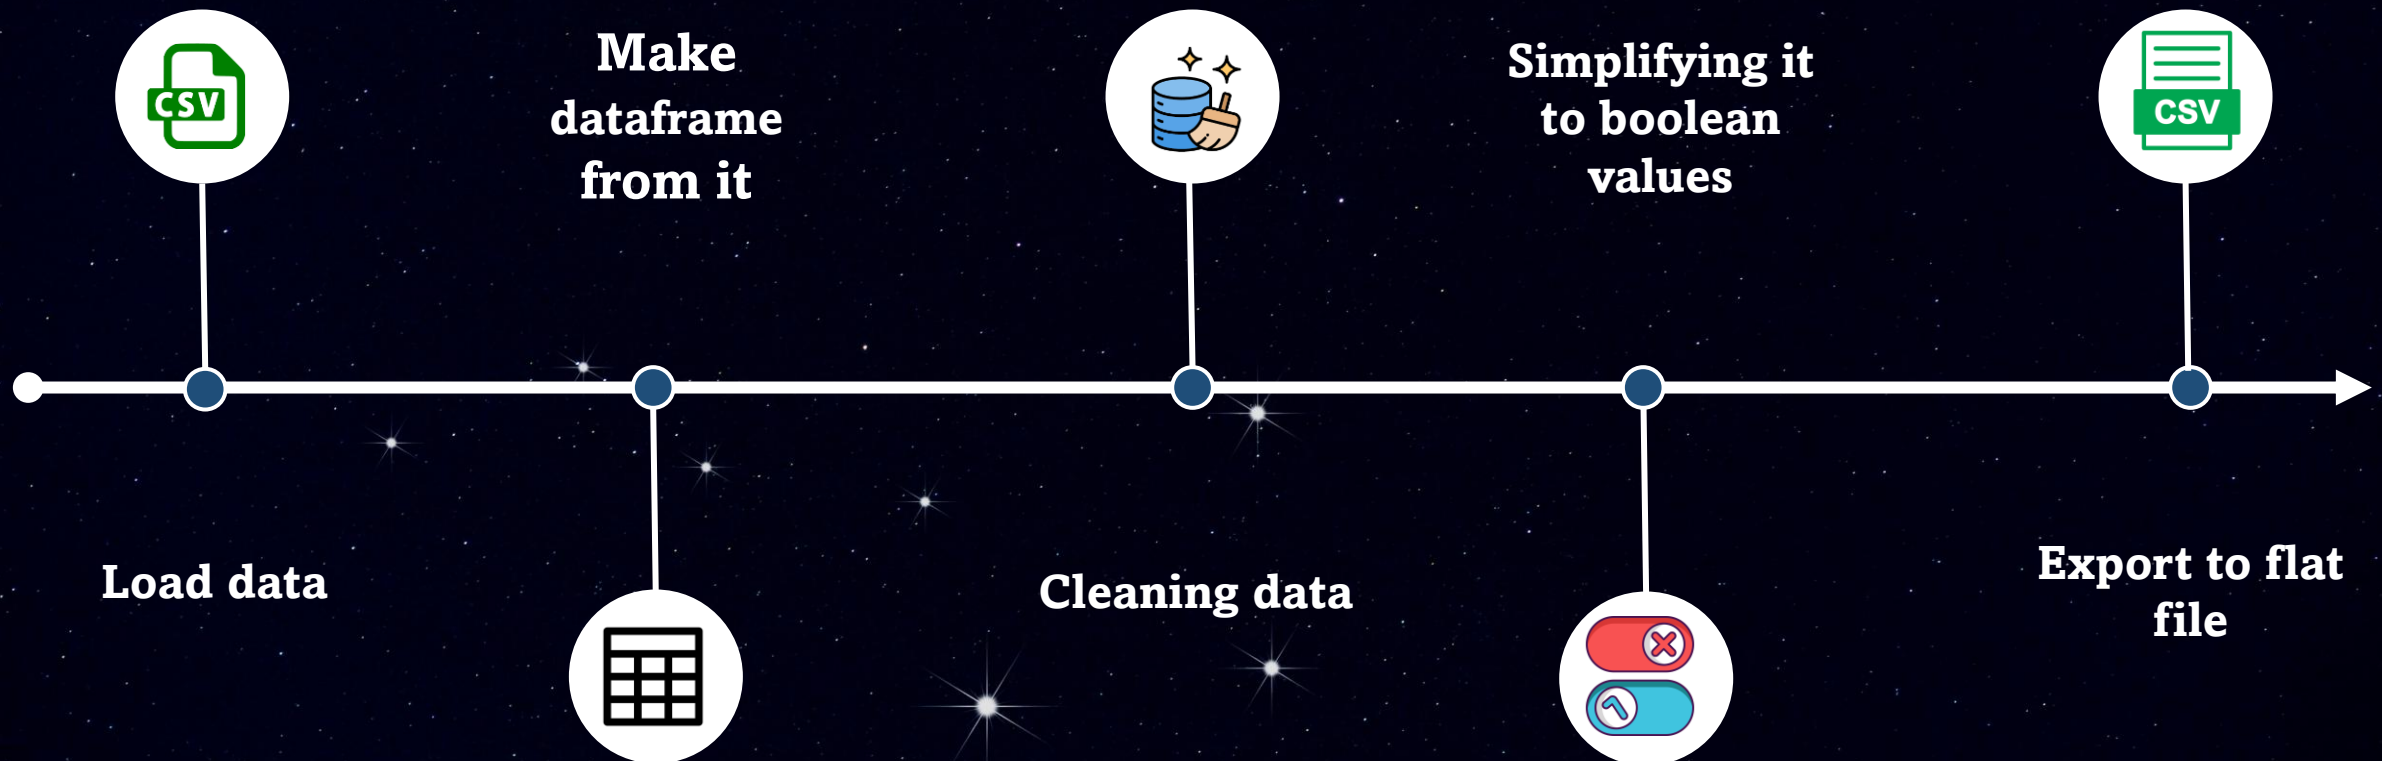 CSV
Load data
Make
dataframe
from it
Cleaning data
Simplifying it
to boolean
values
CSV
Export to flat
file